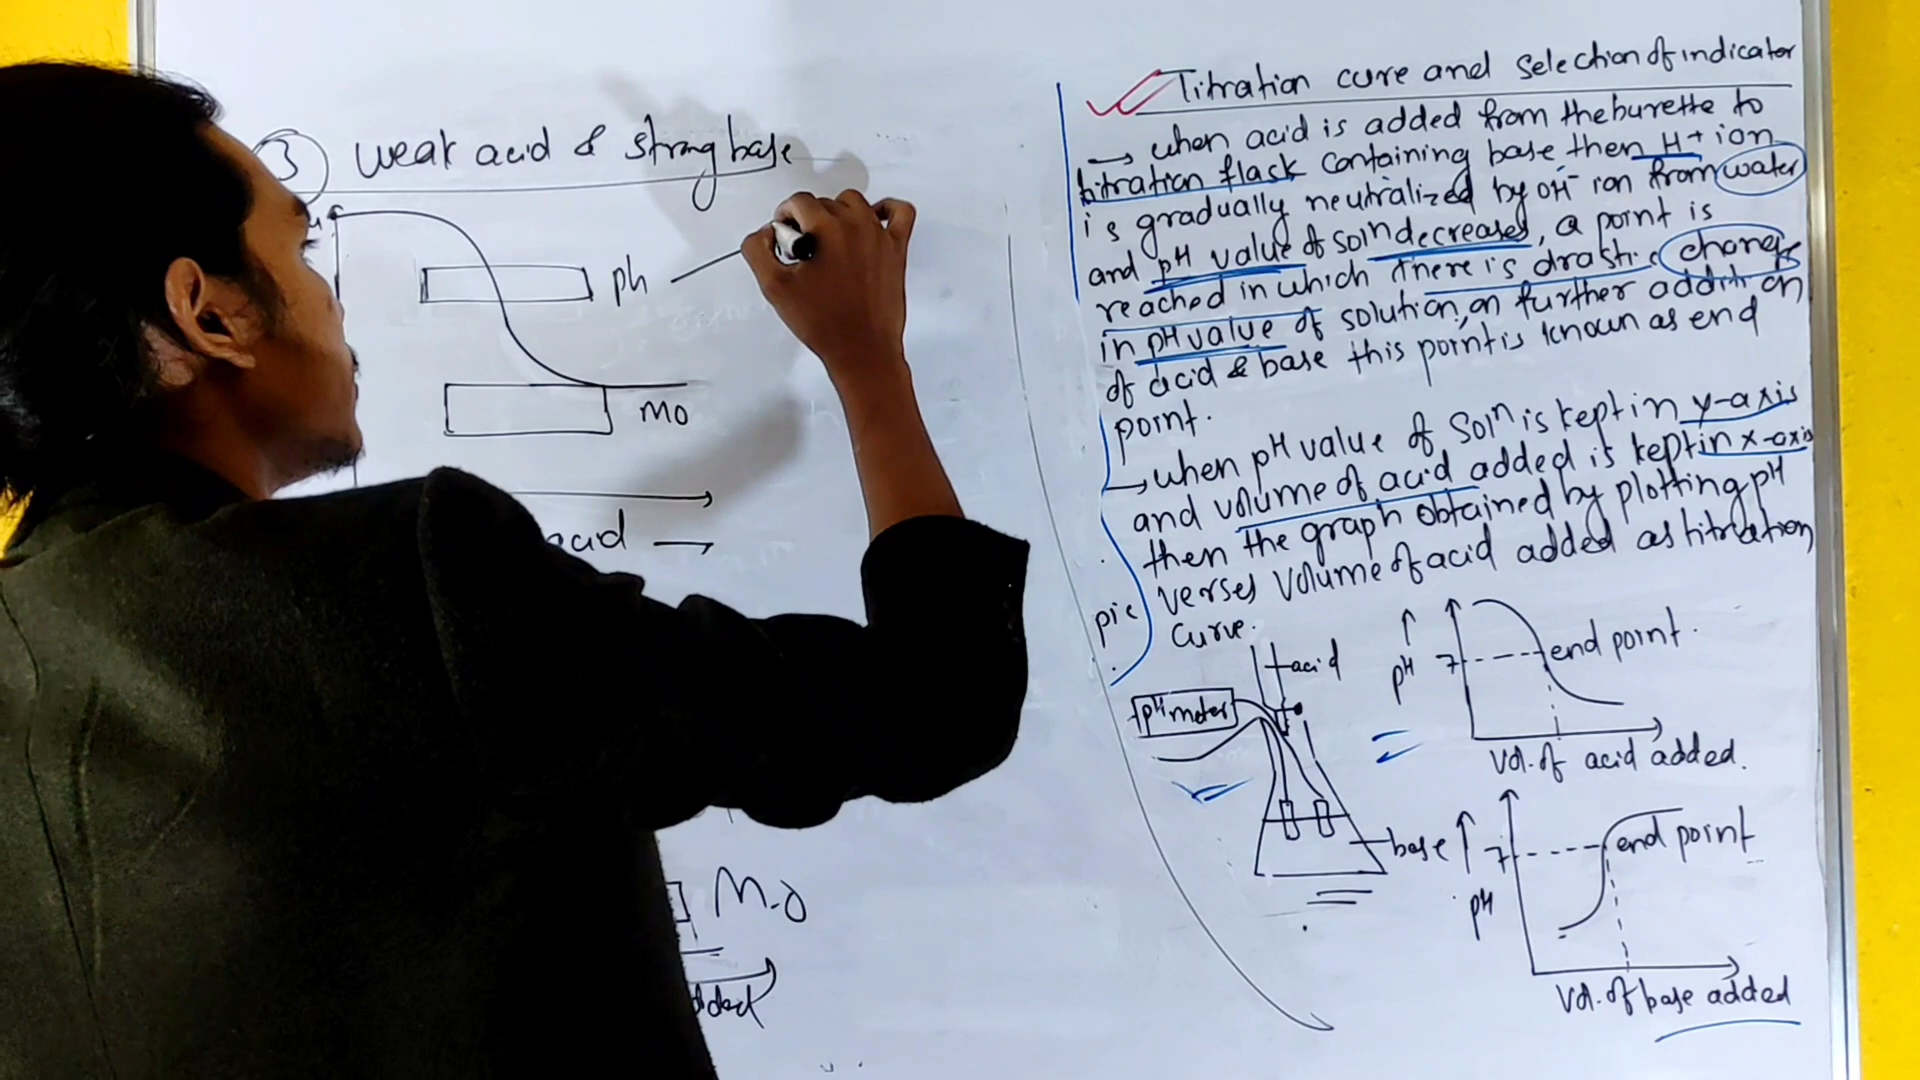 3 weak acid & strong base
ph
MO
acid →
M.O
added
Titration cure and selection of indicator
→ when acid is added from the burette to
titration flask containing base then H+ ion
is gradually neutralized by OH- ion from water
and pH value of soln decreases, a point is
reached in which there is drastic change
in pH value of solution, on further addition
of acid & base this point is known as end
point.
→ when pH value of soln is kept in y-axis
and volume of acid added is kept in x-axis
then the graph obtained by plotting pH
verses volume of acid added as titration
curve.
pic
acid
pH meter
base
pH
7
end point.
Vol. of acid added.
pH
7
end point
Vol. of base added